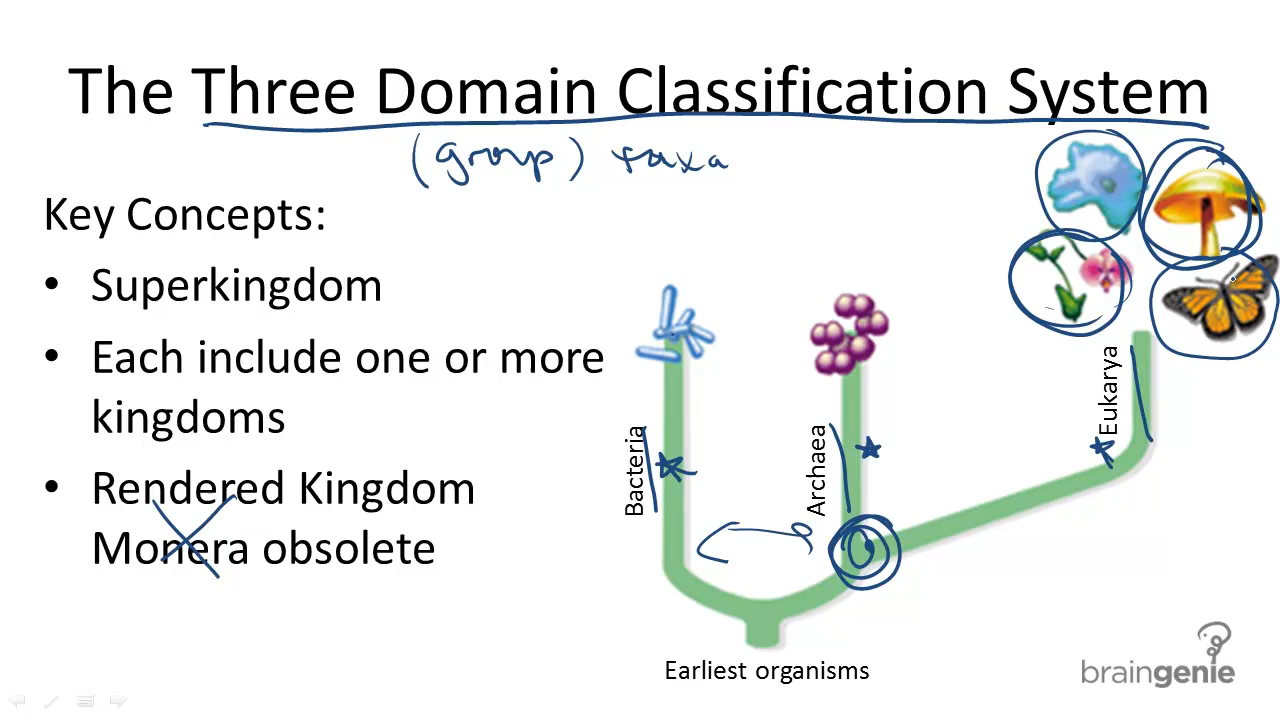 The Three Domain Classification System
(group) taxa
Key Concepts:
• Superkingdom
• Each include one or more
kingdoms
• Rendered Kingdom
Monera obsolete
Bacteria
Archaea
Eukarya
Earliest organisms
braingenie